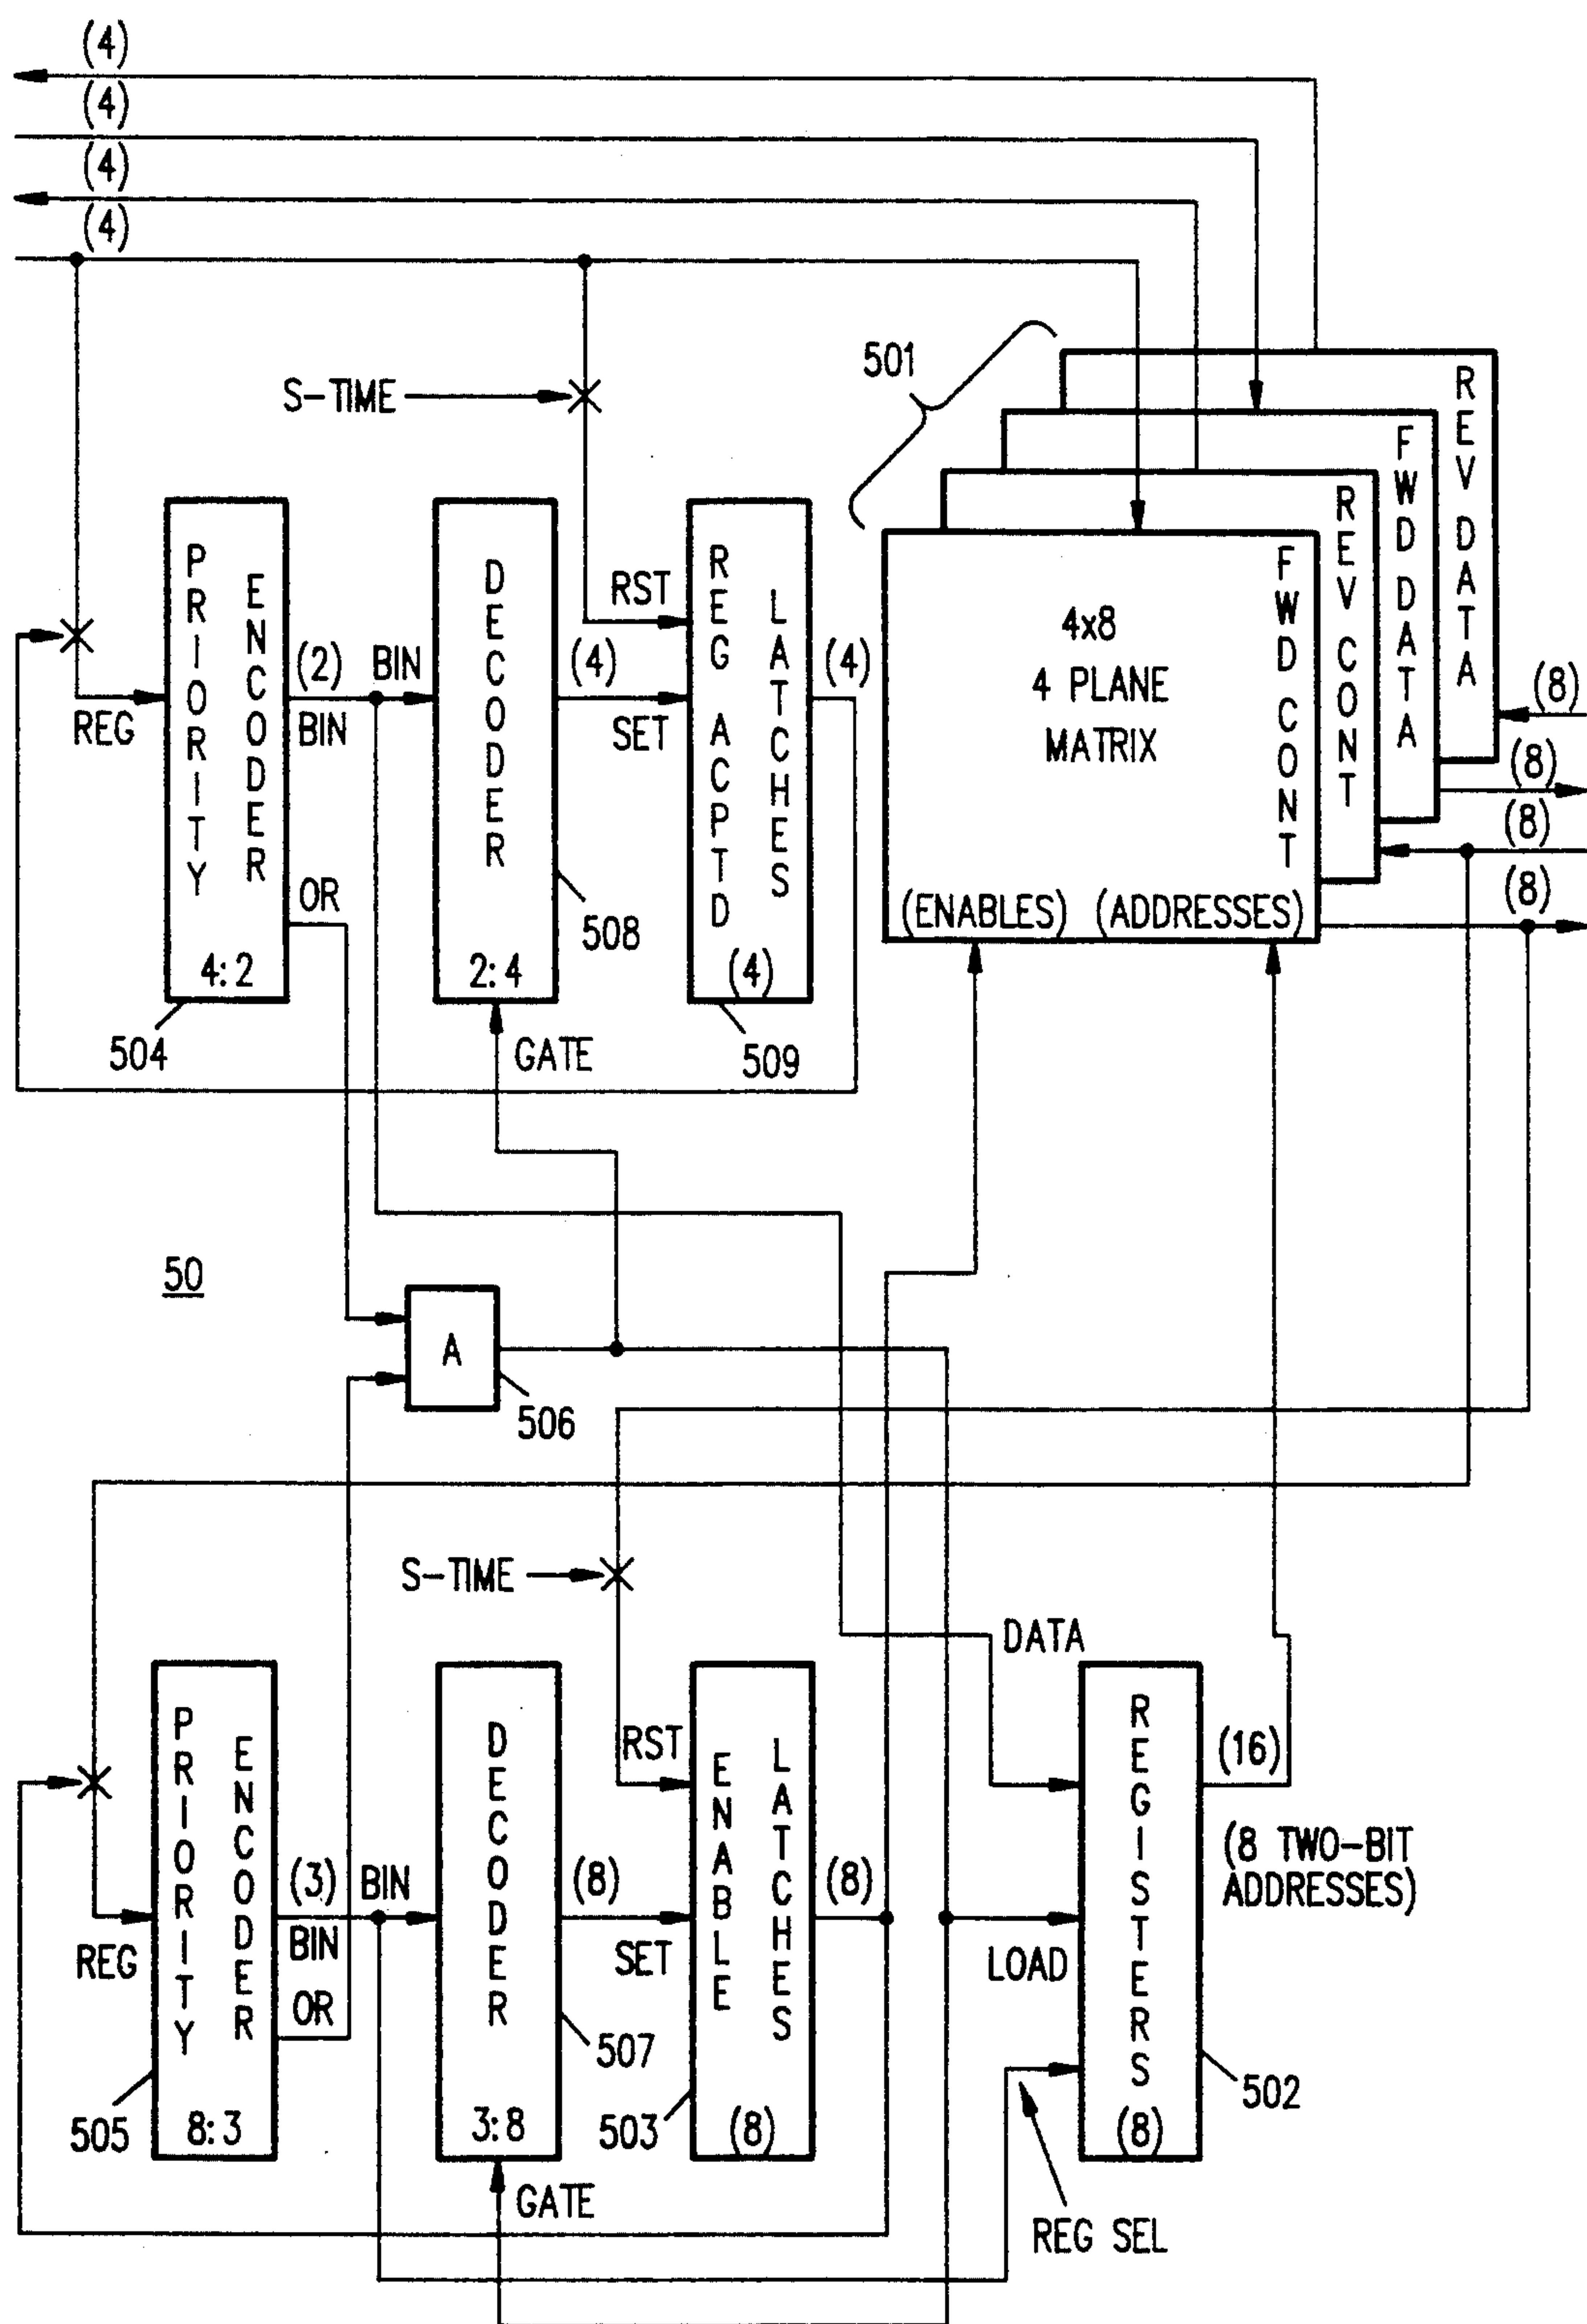 (4)
(4)
(4)
(4)
501
S-TIME
REV DATA
FWD DATA
REV CONT
FWD CONT
4x8
4 PLANE
MATRIX
(ENABLES) (ADDRESSES)
(8)
(8)
(8)
(8)
PRIORITY
ENCODER
4:2
REG
(2)
BIN
BIN
OR
504
DECODER
2:4
508
GATE
(4)
RST
SET
REG ACPTD
LATCHES
(4)
(4)
509
50
A
506
S-TIME
PRIORITY
ENCODER
8:3
REG
(3)
BIN
BIN
OR
505
DECODER
3:8
507
GATE
(8)
RST
SET
ENABLE
LATCHES
(8)
(8)
503
DATA
LOAD
REG SEL
REGISTERS
(8)
(16)
(8 TWO-BIT
ADDRESSES)
502